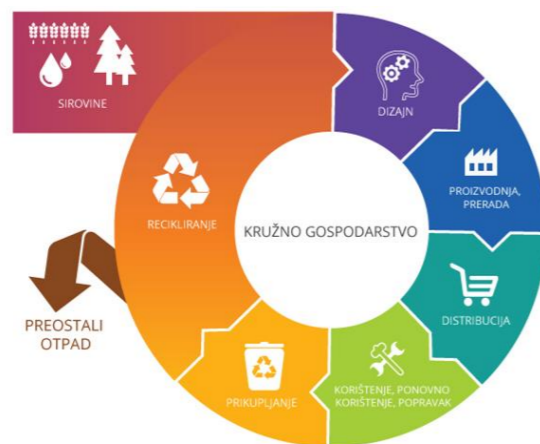 SIROVINE
DIZAJN
PROIZVODNJA,
PRERADA
DISTRIBUCIJA
KORIŠTENJE, PONOVNO
KORIŠTENJE, POPRAVAK
PRIKUPLJANJE
RECIKLIRANJE
KRUŽNO GOSPODARSTVO
PREOSTALI
OTPAD